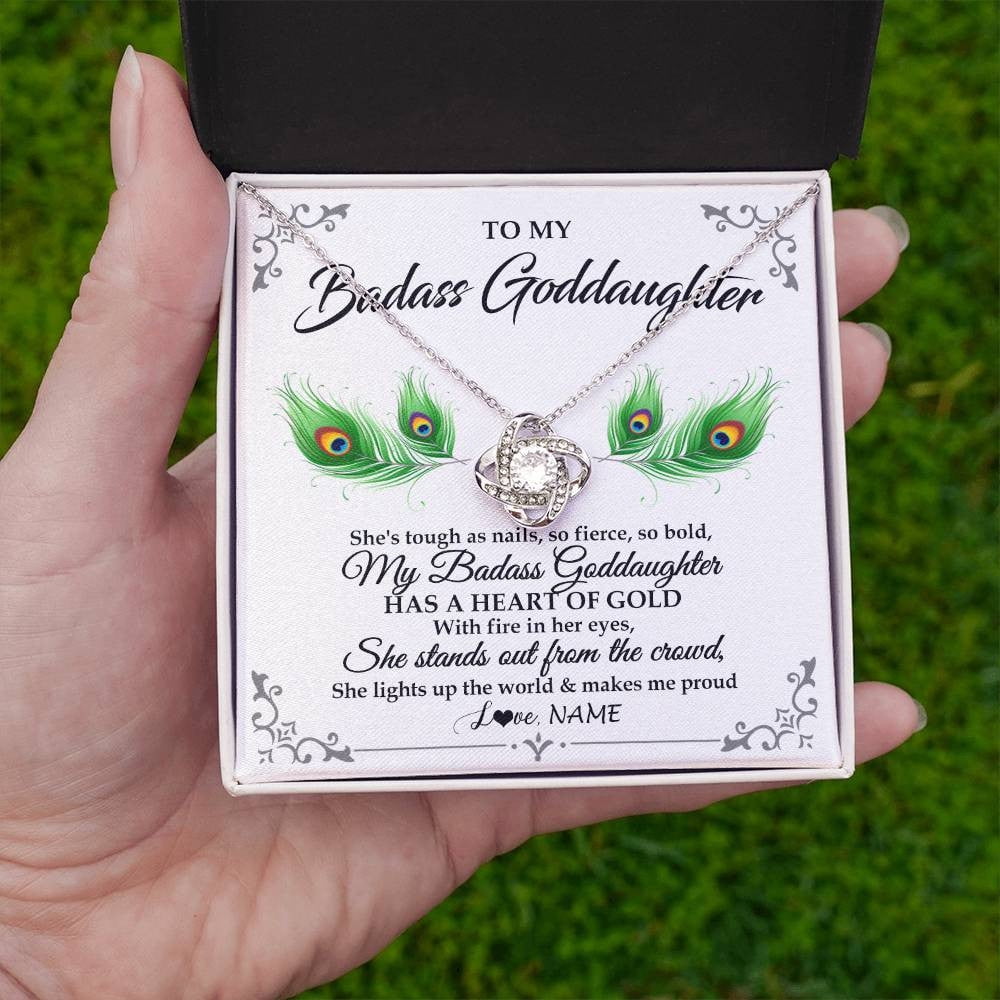 TO MY
Badass Goddaughter
She's tough as nails, so fierce, so bold,
My Badass Goddaughter
HAS A HEART OF GOLD
With fire in her eyes,
She stands out from the crowd,
She lights up the world & makes me proud
L❤ve, NAME